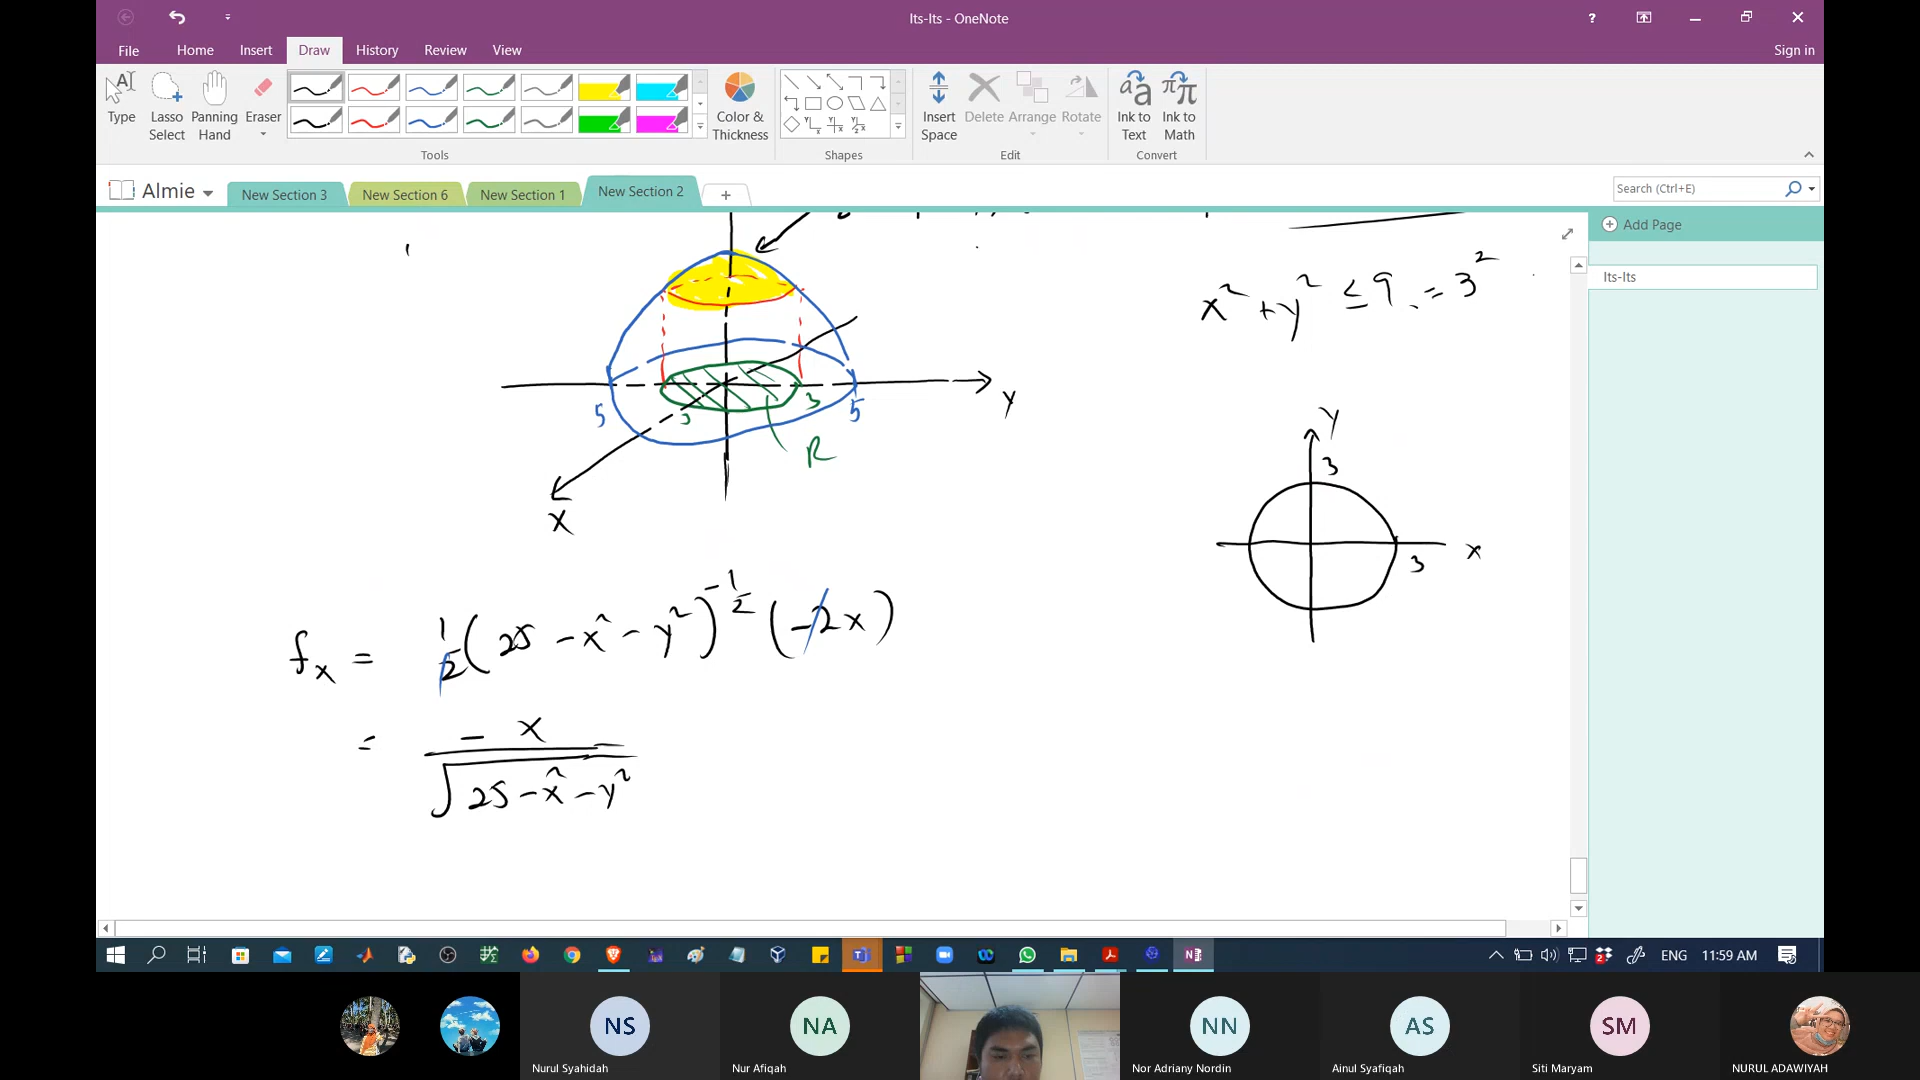 Its-Its - OneNote
?
File
Home
Insert
Draw
History
Review
View
Sign in
Type
Lasso Select
Panning Hand
Eraser
Color & Thickness
Insert Space
Delete
Arrange
Rotate
Ink to Text
Ink to Math
Tools
Shapes
Edit
Convert
Almie
New Section 3
New Section 6
New Section 1
New Section 2
+
Search (Ctrl+E)
Add Page
Its-Its
x² + y² ≤ 9 = 3²
5
3
3
5
y
R
x
y
3
x
3
fx = 1/2 (25 - x² - y²)^-1/2 (-2x)
= - x / √25 - x² - y²
ENG
11:59 AM
NS
NA
NN
AS
SM
Nurul Syahidah
Nur Afiqah
Nor Adriany Nordin
Ainul Syafiqah
Siti Maryam
NURUL ADAWIYAH